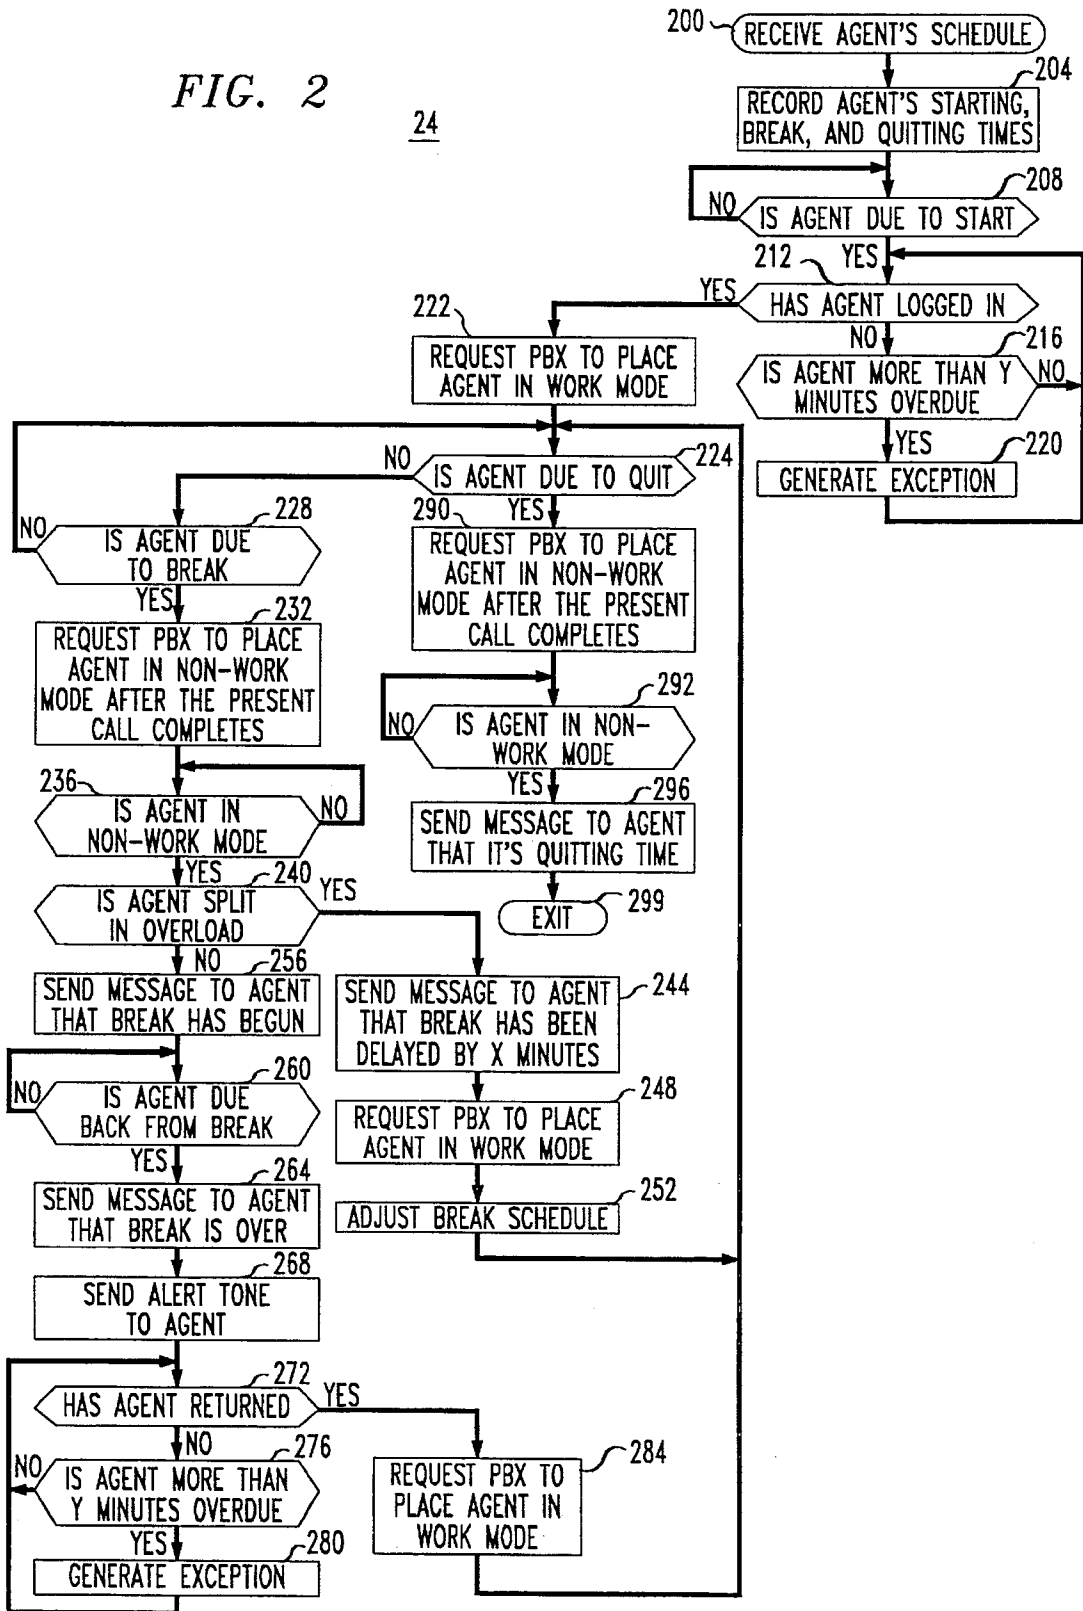 FIG. 2
24
200
RECEIVE AGENT'S SCHEDULE
204
RECORD AGENT'S STARTING,
BREAK, AND QUITTING TIMES
208
NO
IS AGENT DUE TO START
212
YES
YES
HAS AGENT LOGGED IN
222
REQUEST PBX TO PLACE
AGENT IN WORK MODE
NO
216
IS AGENT MORE THAN Y
MINUTES OVERDUE
NO
YES
220
GENERATE EXCEPTION
NO
224
IS AGENT DUE TO QUIT
228
NO
IS AGENT DUE
TO BREAK
290
YES
REQUEST PBX TO PLACE
AGENT IN NON-WORK
MODE AFTER THE PRESENT
CALL COMPLETES
YES
232
REQUEST PBX TO PLACE
AGENT IN NON-WORK
MODE AFTER THE PRESENT
CALL COMPLETES
292
NO
IS AGENT IN NON-
WORK MODE
236
IS AGENT IN
NON-WORK MODE
NO
YES
296
SEND MESSAGE TO AGENT
THAT IT'S QUITTING TIME
YES
240
YES
IS AGENT SPLIT
IN OVERLOAD
299
EXIT
NO
256
SEND MESSAGE TO AGENT
THAT BREAK HAS BEGUN
244
SEND MESSAGE TO AGENT
THAT BREAK HAS BEEN
DELAYED BY X MINUTES
260
NO
IS AGENT DUE
BACK FROM BREAK
248
REQUEST PBX TO PLACE
AGENT IN WORK MODE
YES
264
SEND MESSAGE TO AGENT
THAT BREAK IS OVER
252
ADJUST BREAK SCHEDULE
268
SEND ALERT TONE
TO AGENT
272
HAS AGENT RETURNED
YES
NO
276
NO
IS AGENT MORE THAN
Y MINUTES OVERDUE
284
REQUEST PBX TO
PLACE AGENT IN
WORK MODE
YES
280
GENERATE EXCEPTION